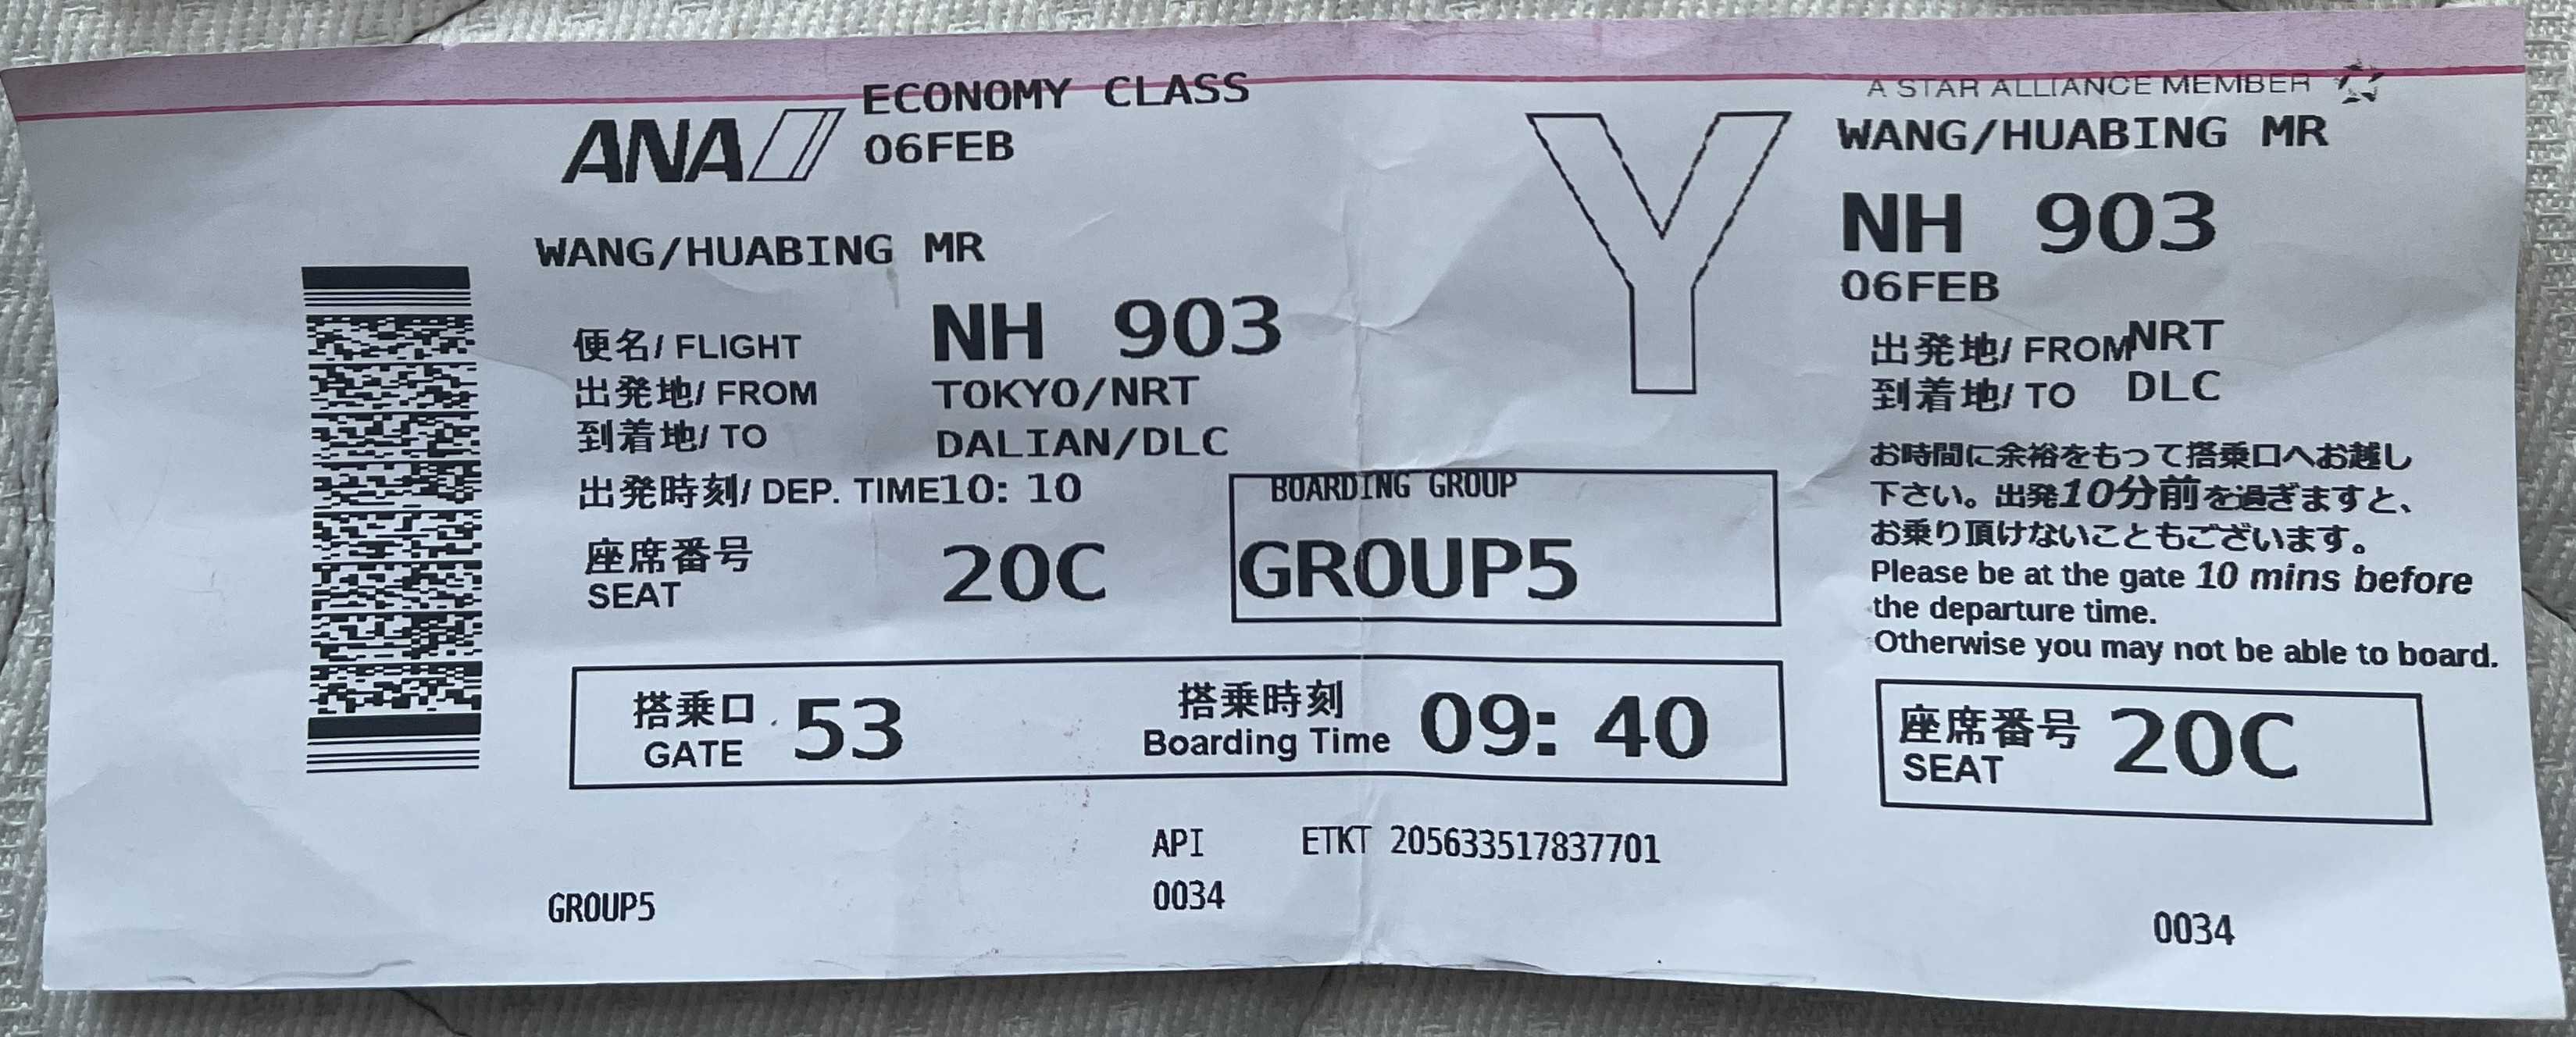 ECONOMY CLASS
ANA 06FEB
WANG/HUABING MR
便名/ FLIGHT NH 903
出発地/ FROM TOKYO/NRT
到着地/ TO DALIAN/DLC
出発時刻/ DEP. TIME10: 10
座席番号
SEAT
20C
BOARDING GROUP
GROUP5
搭乗口
GATE
53
搭乗時刻
Boarding Time
09: 40
API ETKT 205633517837701
0034
GROUP5
Y
A STAR ALLIANCE MEMBER
WANG/HUABING MR
NH 903
06FEB
出発地/ FROM NRT
到着地/ TO DLC
お時間に余裕をもって搭乗口へお越し
下さい。出発10分前を過ぎますと、
お乗り頂けないこともございます。
Please be at the gate 10 mins before
the departure time.
Otherwise you may not be able to board.
座席番号
SEAT
20C
0034